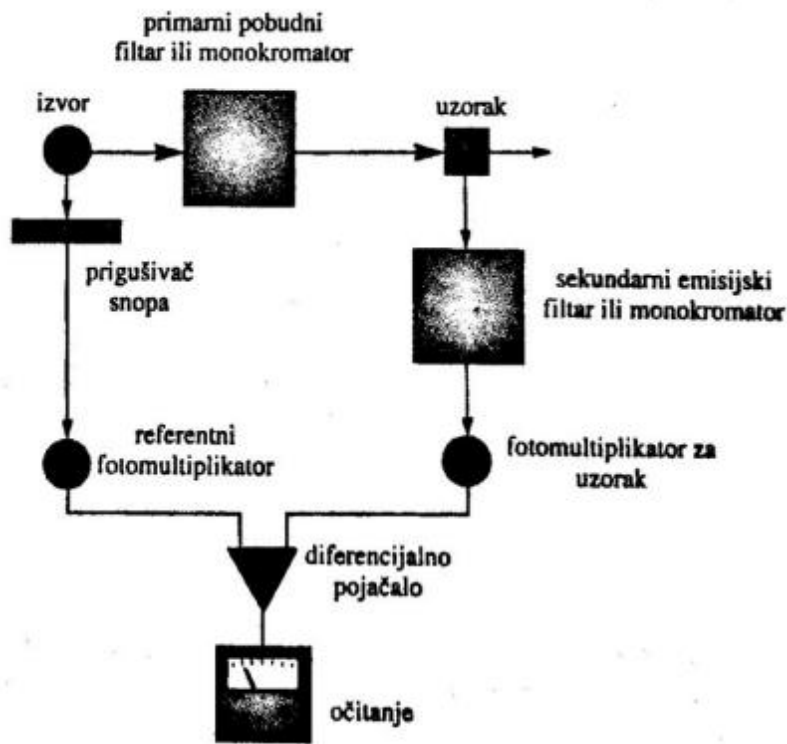 primarni pobudni
filtar ili monokromator
izvor
uzorak
prigušivač
snopa
sekundarni emisijski
filtar ili monokromator
referentni
fotomultiplikator
fotomultiplikator za
uzorak
diferencijalno
pojačalo
očitanje